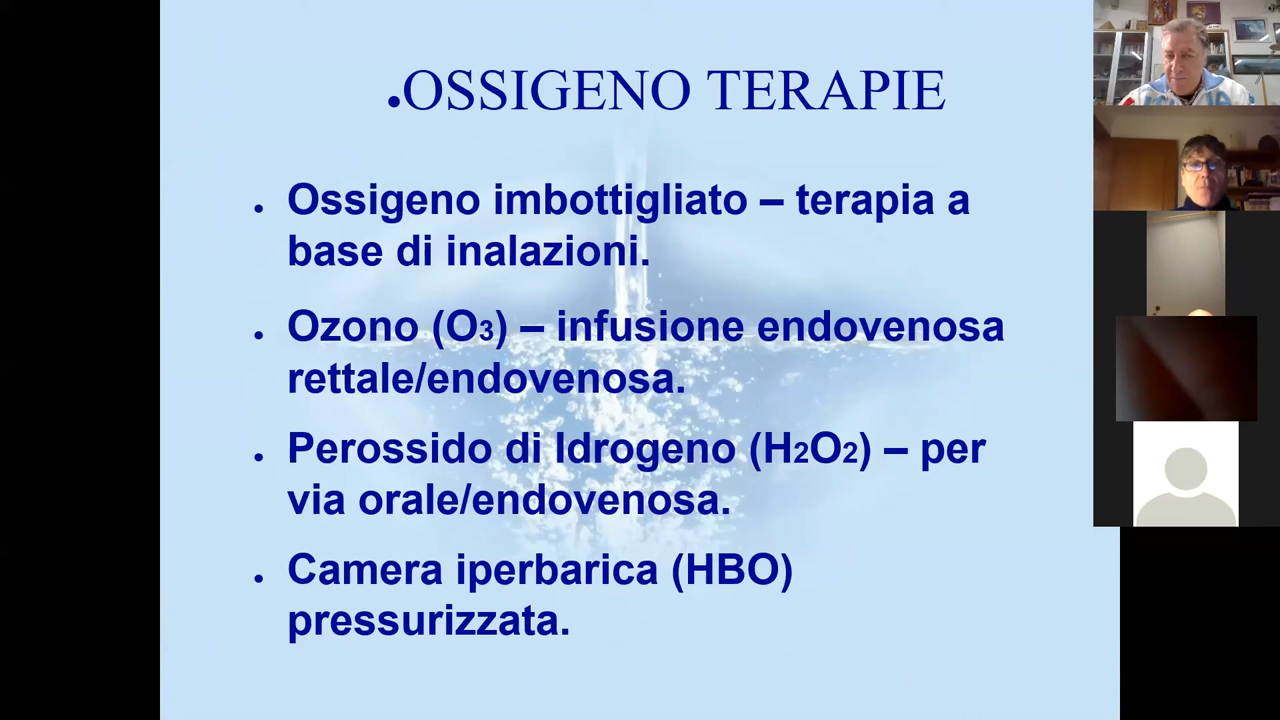 •OSSIGENO TERAPIE
• Ossigeno imbottigliato – terapia a
base di inalazioni.
• Ozono (O3) – infusione endovenosa
rettale/endovenosa.
• Perossido di Idrogeno (H2O2) – per
via orale/endovenosa.
• Camera iperbarica (HBO)
pressurizzata.